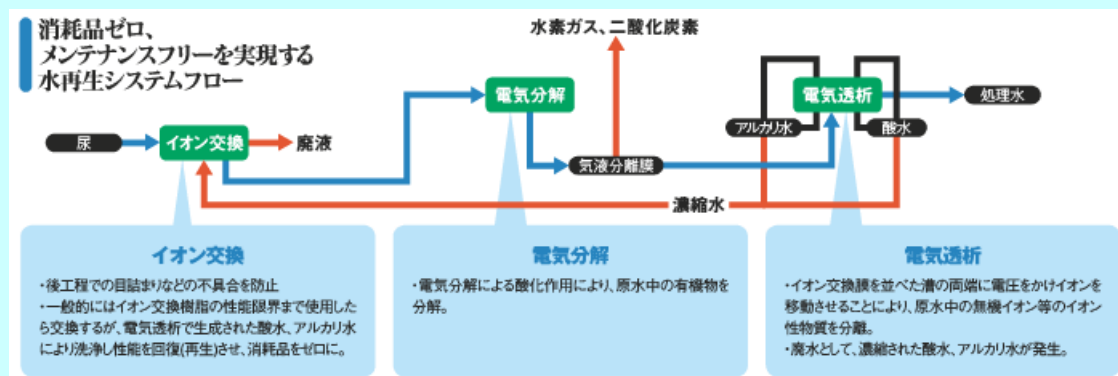 消耗品ゼロ、
メンテナンスフリーを実現する
水再生システムフロー
水素ガス、二酸化炭素
電気分解
電気透析
処理水
アルカリ水
酸水
尿
イオン交換
廃液
気液分離膜
濃縮水
イオン交換
・後工程での目詰まりなどの不具合を防止
・一般的にはイオン交換樹脂の性能限界まで使用した
ら交換するが、電気透析で生成された酸水、アルカリ水
により洗浄し性能を回復(再生)させ、消耗品をゼロに。
電気分解
・電気分解による酸化作用により、原水中の有機物を
分解。
電気透析
・イオン交換膜を並べた漕の両端に電圧をかけイオンを
移動させることにより、原水中の無機イオン等のイオン
性物質を分離。
・廃水として、濃縮された酸水、アルカリ水が発生。